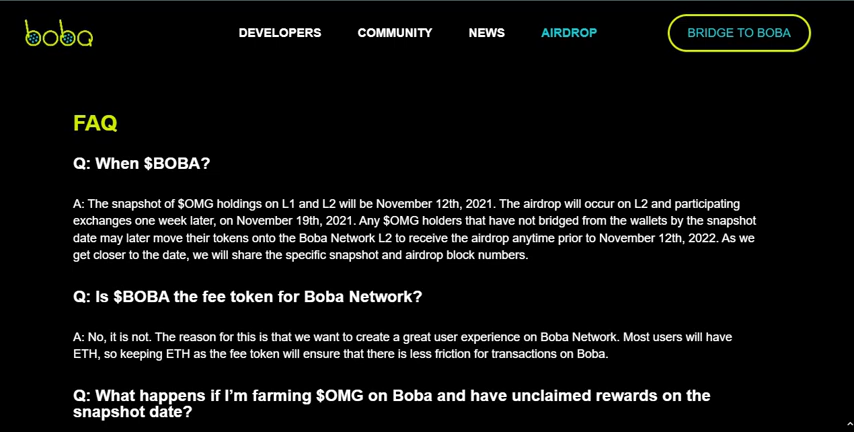 boba
DEVELOPERS COMMUNITY NEWS AIRDROP BRIDGE TO BOBA
FAQ
Q: When $BOBA?
A: The snapshot of $OMG holdings on L1 and L2 will be November 12th, 2021. The airdrop will occur on L2 and participating
exchanges one week later, on November 19th, 2021. Any $OMG holders that have not bridged from the wallets by the snapshot
date may later move their tokens onto the Boba Network L2 to receive the airdrop anytime prior to November 12th, 2022. As we
get closer to the date, we will share the specific snapshot and airdrop block numbers.
Q: Is $BOBA the fee token for Boba Network?
A: No, it is not. The reason for this is that we want to create a great user experience on Boba Network. Most users will have
ETH, so keeping ETH as the fee token will ensure that there is less friction for transactions on Boba.
Q: What happens if I’m farming $OMG on Boba and have unclaimed rewards on the
snapshot date?